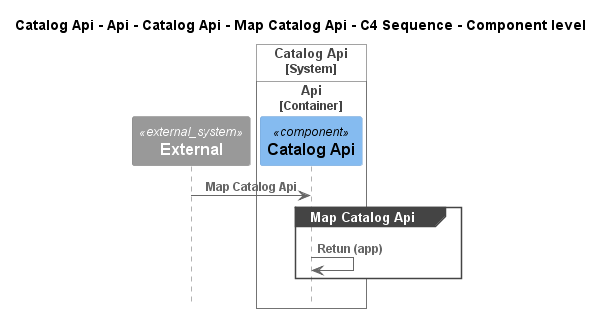 Catalog Api - Api - Catalog Api - Map Catalog Api - C4 Sequence - Component level
Catalog Api
[System]
Api
[Container]
«external_system»
External
«component»
Catalog Api
Map Catalog Api
Map Catalog Api
Retun (app)